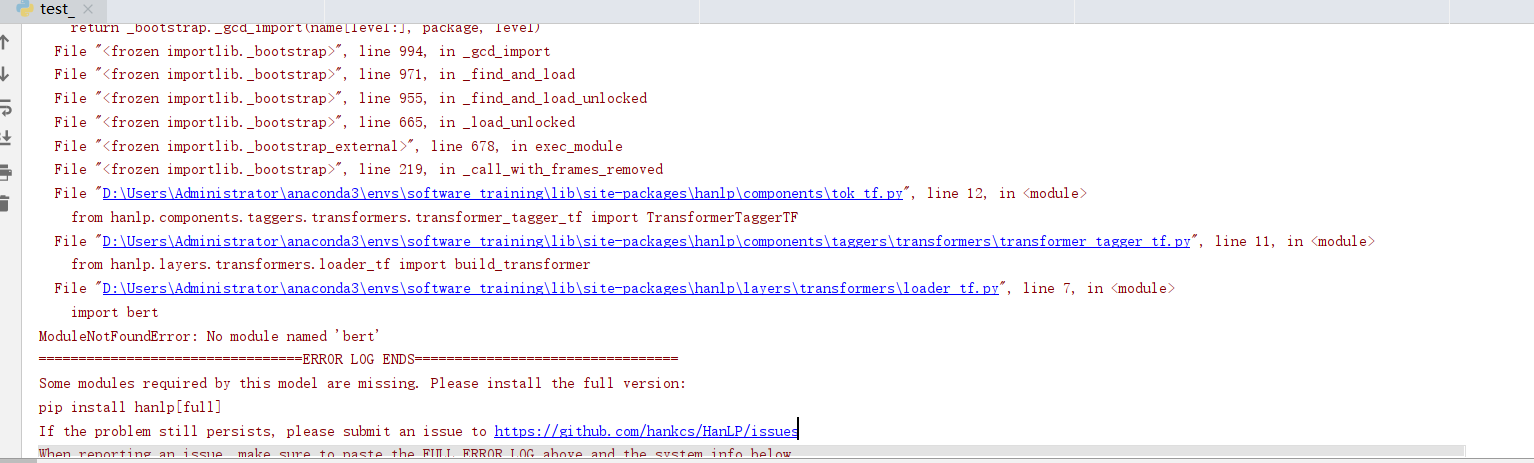 test_
return _bootstrap._gcd_import(name[level:], package, level)
File "<frozen importlib._bootstrap>", line 994, in _gcd_import
File "<frozen importlib._bootstrap>", line 971, in _find_and_load
File "<frozen importlib._bootstrap>", line 955, in _find_and_load_unlocked
File "<frozen importlib._bootstrap>", line 665, in _load_unlocked
File "<frozen importlib._bootstrap_external>", line 678, in exec_module
File "<frozen importlib._bootstrap>", line 219, in _call_with_frames_removed
File "D:\Users\Administrator\anaconda3\envs\software_training\lib\site-packages\hanlp\components\tok_tf.py", line 12, in <module>
from hanlp.components.taggers.transformers.transformer_tagger_tf import TransformerTaggerTF
File "D:\Users\Administrator\anaconda3\envs\software_training\lib\site-packages\hanlp\components\taggers\transformers\transformer_tagger_tf.py", line 11, in <module>
from hanlp.layers.transformers.loader_tf import build_transformer
File "D:\Users\Administrator\anaconda3\envs\software_training\lib\site-packages\hanlp\layers\transformers\loader_tf.py", line 7, in <module>
import bert
ModuleNotFoundError: No module named 'bert'
=================================ERROR LOG ENDS=================================
Some modules required by this model are missing. Please install the full version:
pip install hanlp[full]
If the problem still persists, please submit an issue to https://github.com/hankcs/HanLP/issues
When reporting an issue, make sure to paste the FULL ERROR LOG above and the system info below.